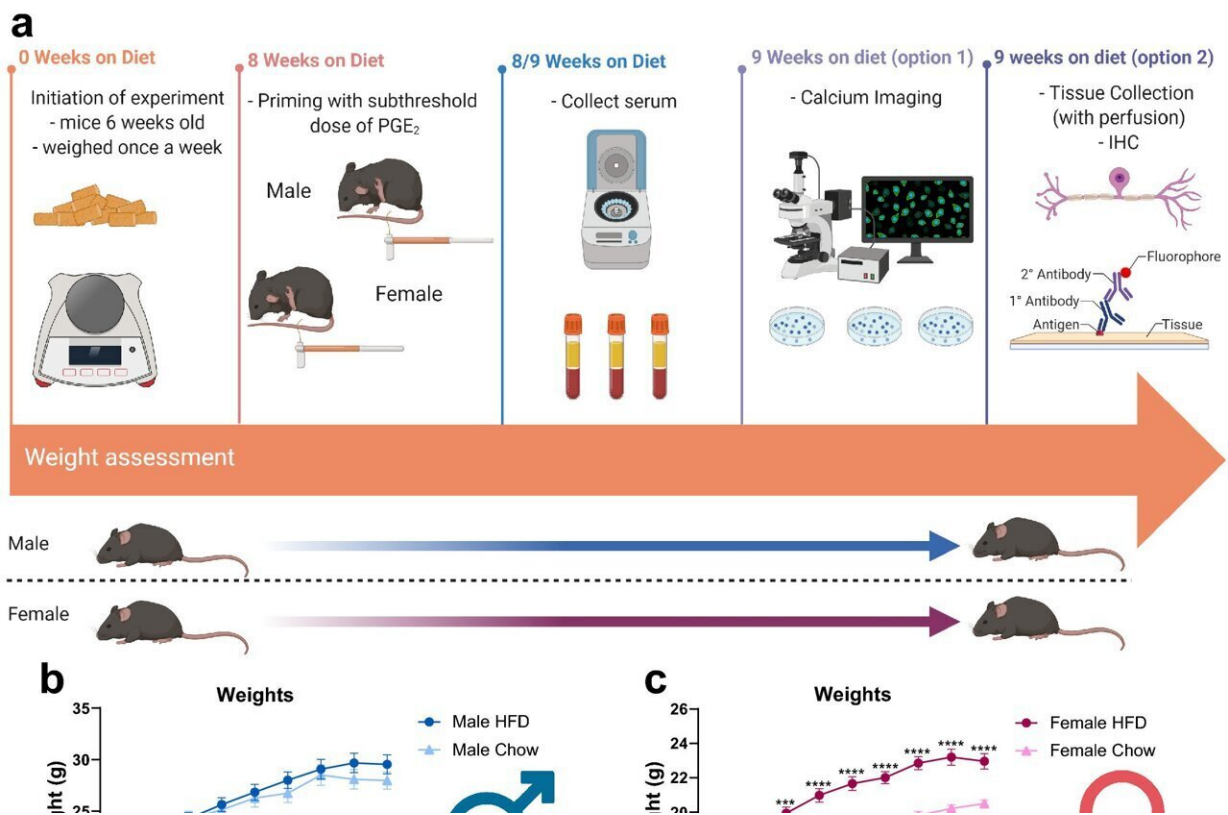 a
0 Weeks on Diet
Initiation of experiment
- mice 6 weeks old
- weighed once a week
8 Weeks on Diet
- Priming with subthreshold
dose of PGE₂
Male
Female
8/9 Weeks on Diet
- Collect serum
9 Weeks on diet (option 1)
- Calcium Imaging
9 weeks on diet (option 2)
- Tissue Collection
(with perfusion)
- IHC
Fluorophore
2° Antibody
1° Antibody
Antigen
Tissue
Weight assessment
Male
Female
b
Weights
35
30
25
Male HFD
Male Chow
c
Weights
26
24
22
20
***
****
****
****
****
****
****
Female HFD
Female Chow